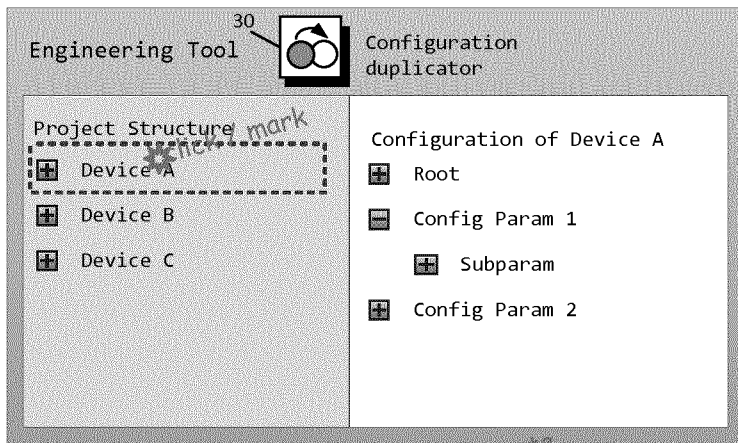 30
Engineering Tool
Configuration
duplicator
Project Structure
click / mark
Device A
Device B
Device C
Configuration of Device A
Root
Config Param 1
Subparam
Config Param 2